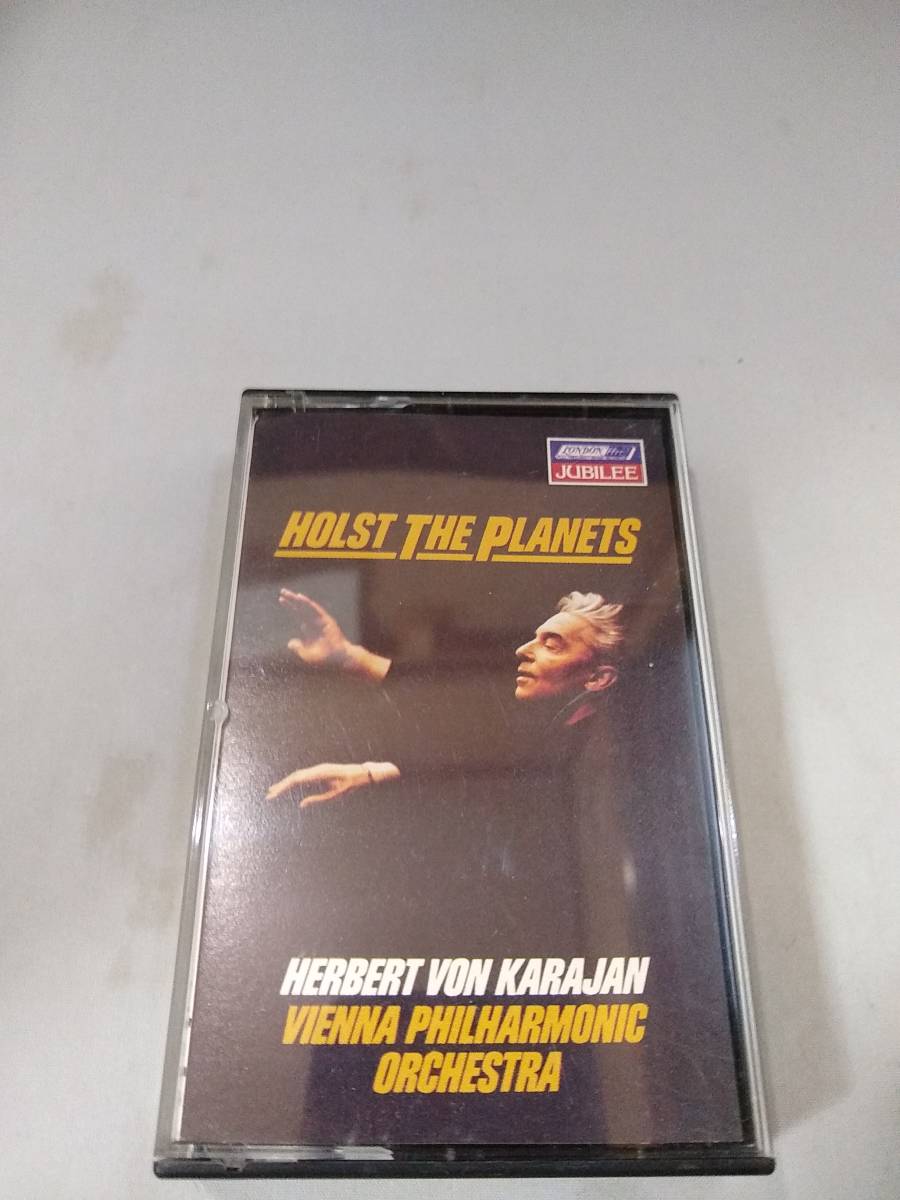 LONDON
JUBILEE
HOLST THE PLANETS
HERBERT VON KARAJAN
VIENNA PHILHARMONIC
ORCHESTRA